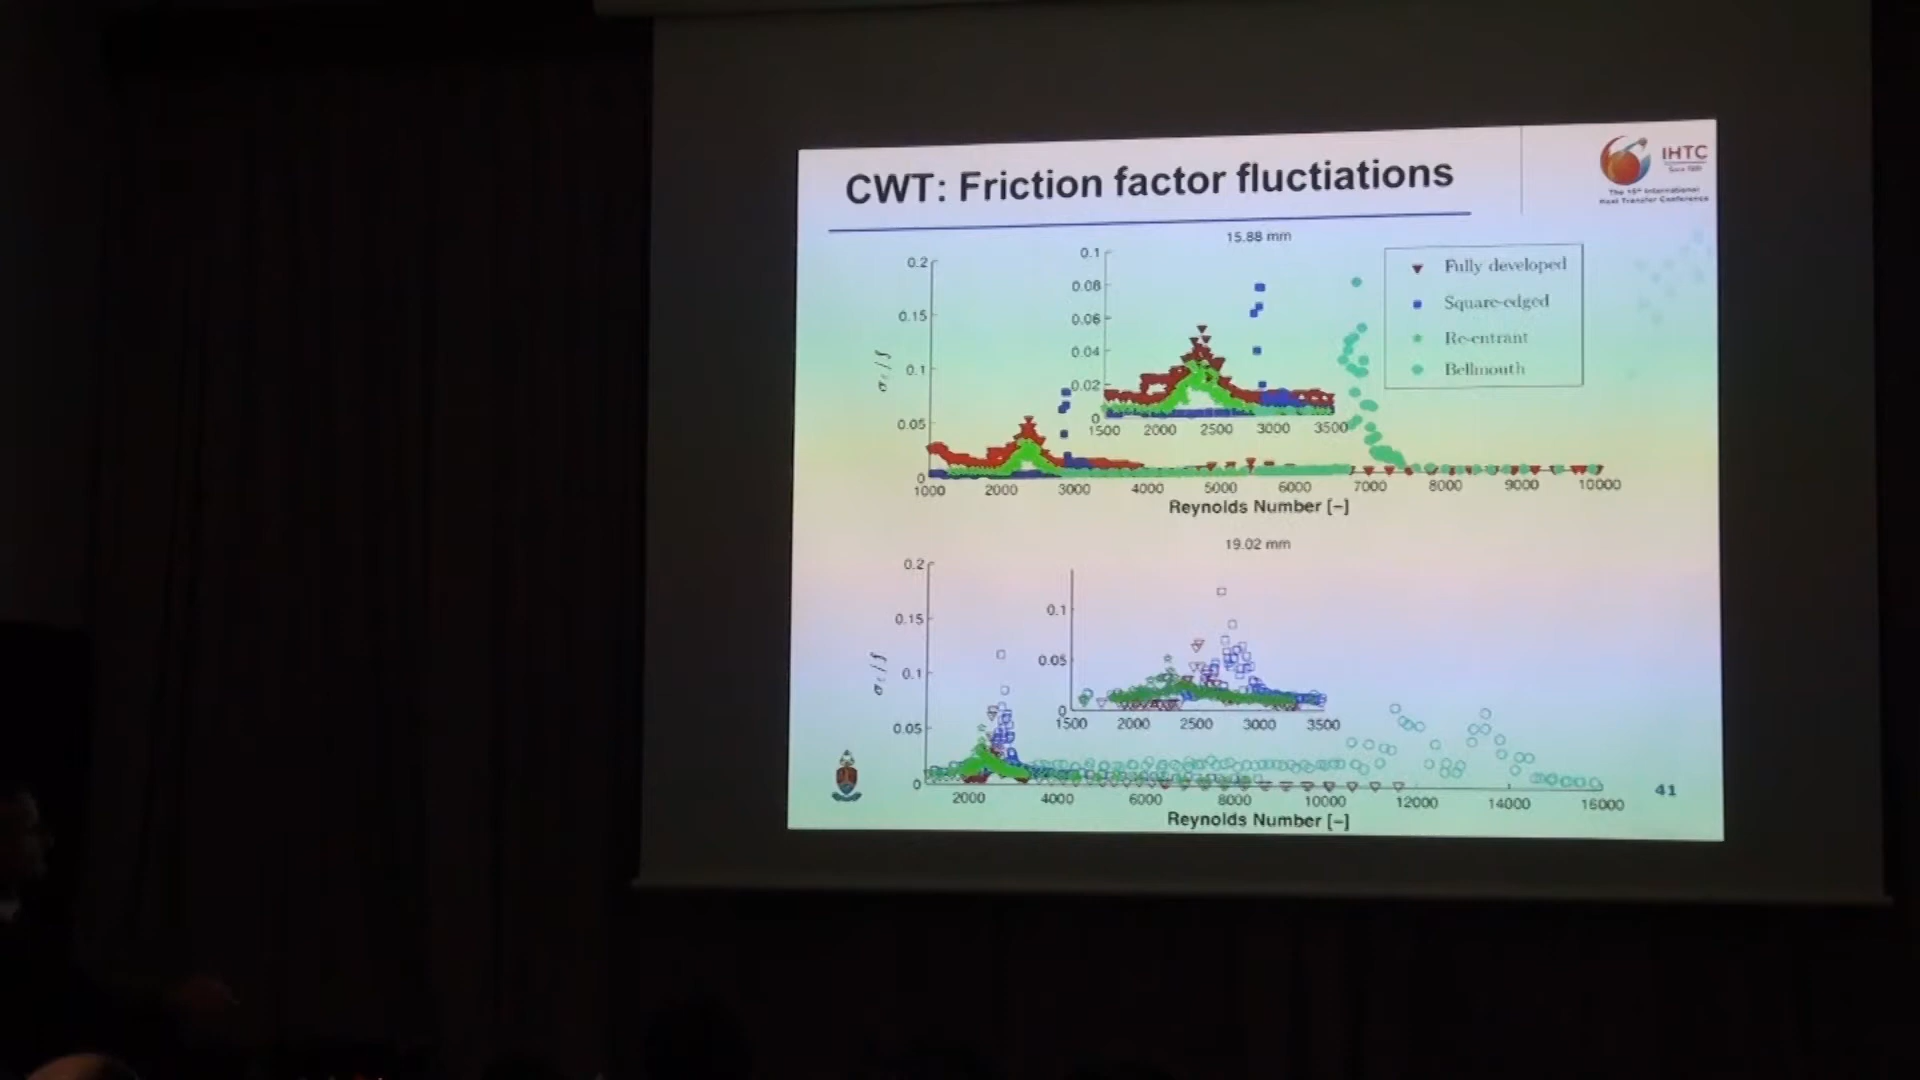 CWT: Friction factor fluctiations
IHTC
Since 1966
The 15th International
Heat Transfer Conference
15.88 mm
0.2
0.15
0.1
0.05
0
0.1
0.08
0.06
0.04
0.02
0
1500 2000 2500 3000 3500
Fully developed
Square-edged
Re-entrant
Bellmouth
1000 2000 3000 4000 5000 6000 7000 8000 9000 10000
Reynolds Number [-]
19.02 mm
0.2
0.15
0.1
0.05
0
0.1
0.05
0
1500 2000 2500 3000 3500
2000 4000 6000 8000 10000 12000 14000 16000
Reynolds Number [-]
41